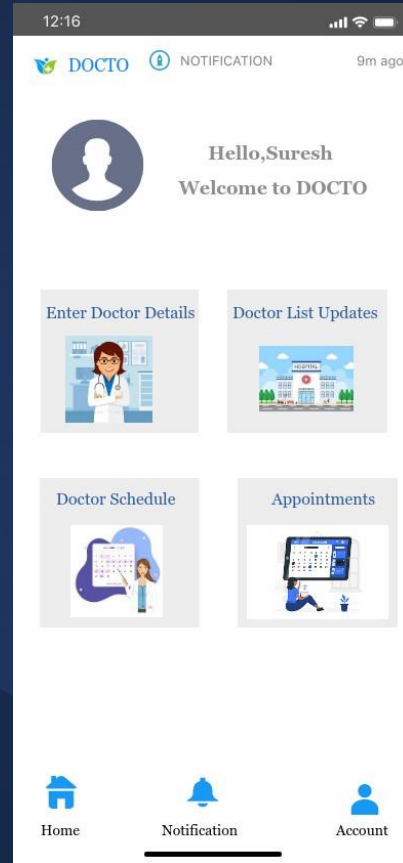 12:16
DOCTO
NOTIFICATION
9m ago
Hello,Suresh
Welcome to DOCTO
Enter Doctor Details
Doctor List Updates
HOSPITAL
Doctor Schedule
Appointments
Home
Notification
Account